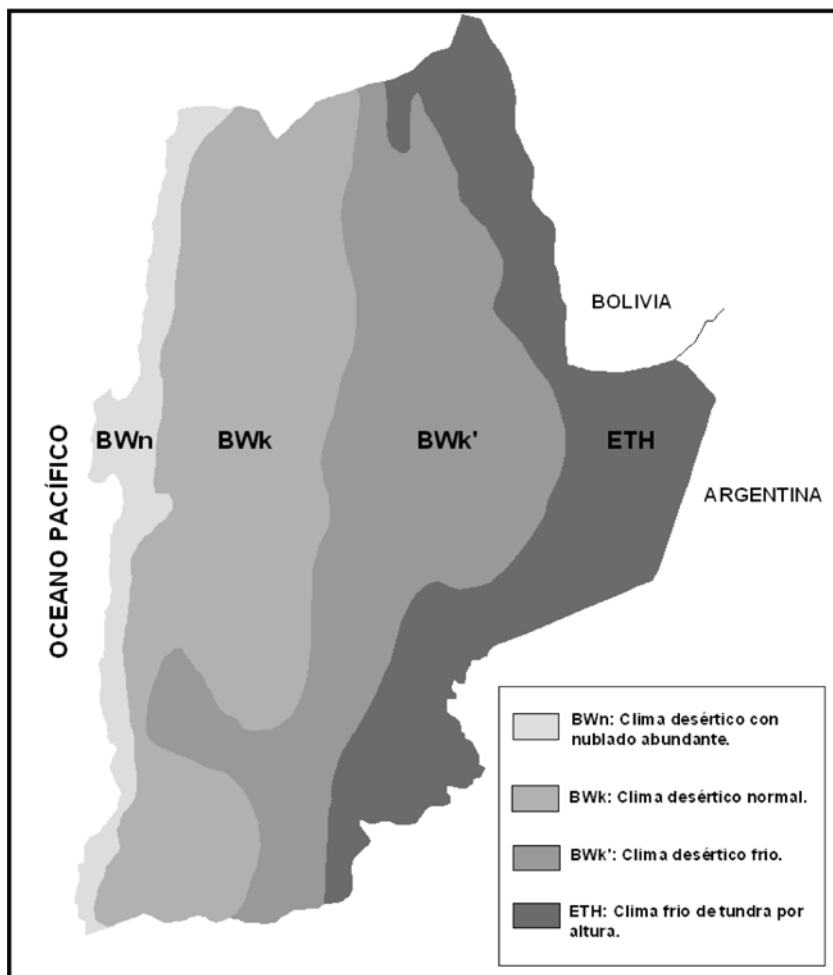 BOLIVIA
BWn
BWk
BWk'
ETH
OCEANO PACÍFICO
ARGENTINA
BWn: Clima desértico con
nublado abundante.
BWk: Clima desértico normal.
BWk': Clima desértico frio.
ETH: Clima frio de tundra por
altura.